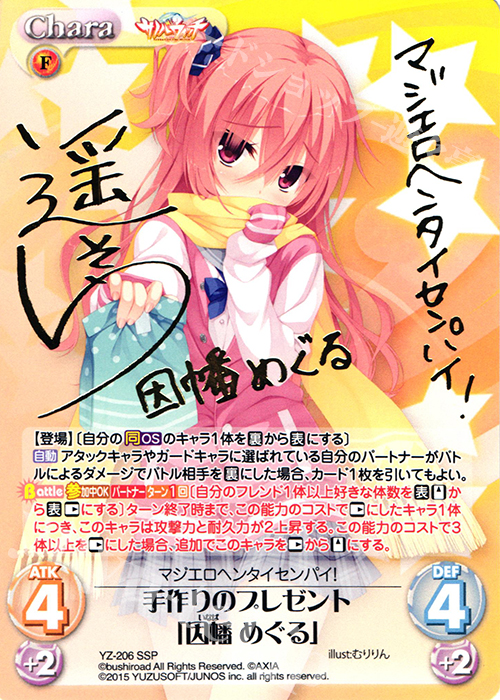 Chara
F
サノバウィッチ
マジエロヘンタイセンパイ!
遥そら
因幡めぐる
【登場】〔自分の同OSのキャラ1体を裏から表にする〕
自動 アタックキャラやガードキャラに選ばれている自分のパートナーがバト
ルによるダメージでバトル相手を裏にした場合、カード1枚を引いてもよい。
Battle 参加中OK パートナー ターン1回 〔自分のフレンド1体以上好きな体数を表から
表にする〕ターン終了時まで、この能力のコストでにしたキャラ1体
につき、このキャラは攻撃力と耐久力が2上昇する。この能力のコストで3
体以上をにした場合、追加でこのキャラをからにする。
マジエロヘンタイセンパイ!
ATK
4
+2
手作りのプレゼント
いなば
「因幡 めぐる」
DEF
4
+2
YZ-206 SSP
illust:むりりん
©bushiroad All Rights Reserved. ©AXIA
©2015 YUZUSOFT/JUNOS inc. all rights reserved.